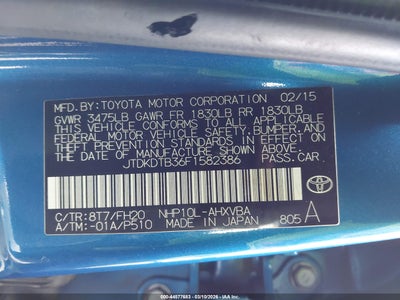 MFD.BY:TOYOTA MOTOR CORPORATION 02/15
GVWR 3475LB GAWR FR 1830LB RR 1830LB
THIS VEHICLE CONFORMS TO ALL APPLICABLE
FEDERAL MOTOR VEHICLE SAFETY, BUMPER, AND
THEFT PREVENTION STANDARDS IN EFFECT
ON THE DATE OF MANUFACTURE SHOWN ABOVE.
JTDKDTB36F1582386 PASS.CAR
C/TR:8T7/FH20 NHP10L-AHXVBA
A/TM:-01A/P510 MADE IN JAPAN 805 A
TOYOTA